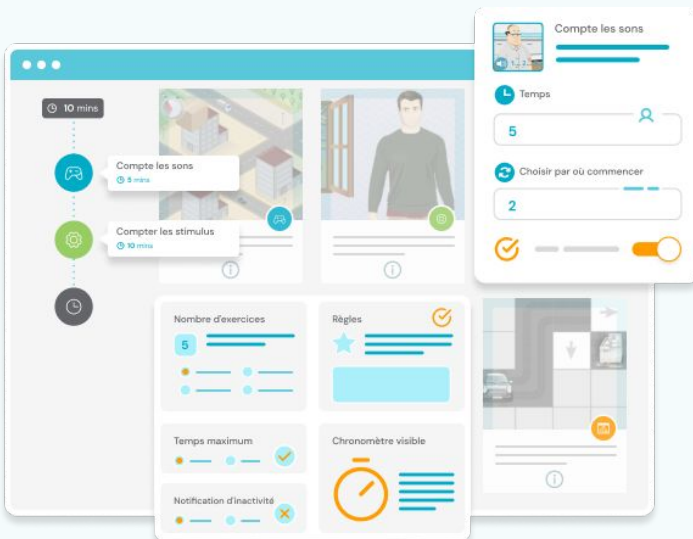 Compte les sons
Temps
5
Choisir par où commencer
2
10 mins
Compte les sons
5 mins
Compter les stimulus
10 mins
Nombre d'exercices
5
Règles
Temps maximum
Chronomètre visible
Notification d'inactivité